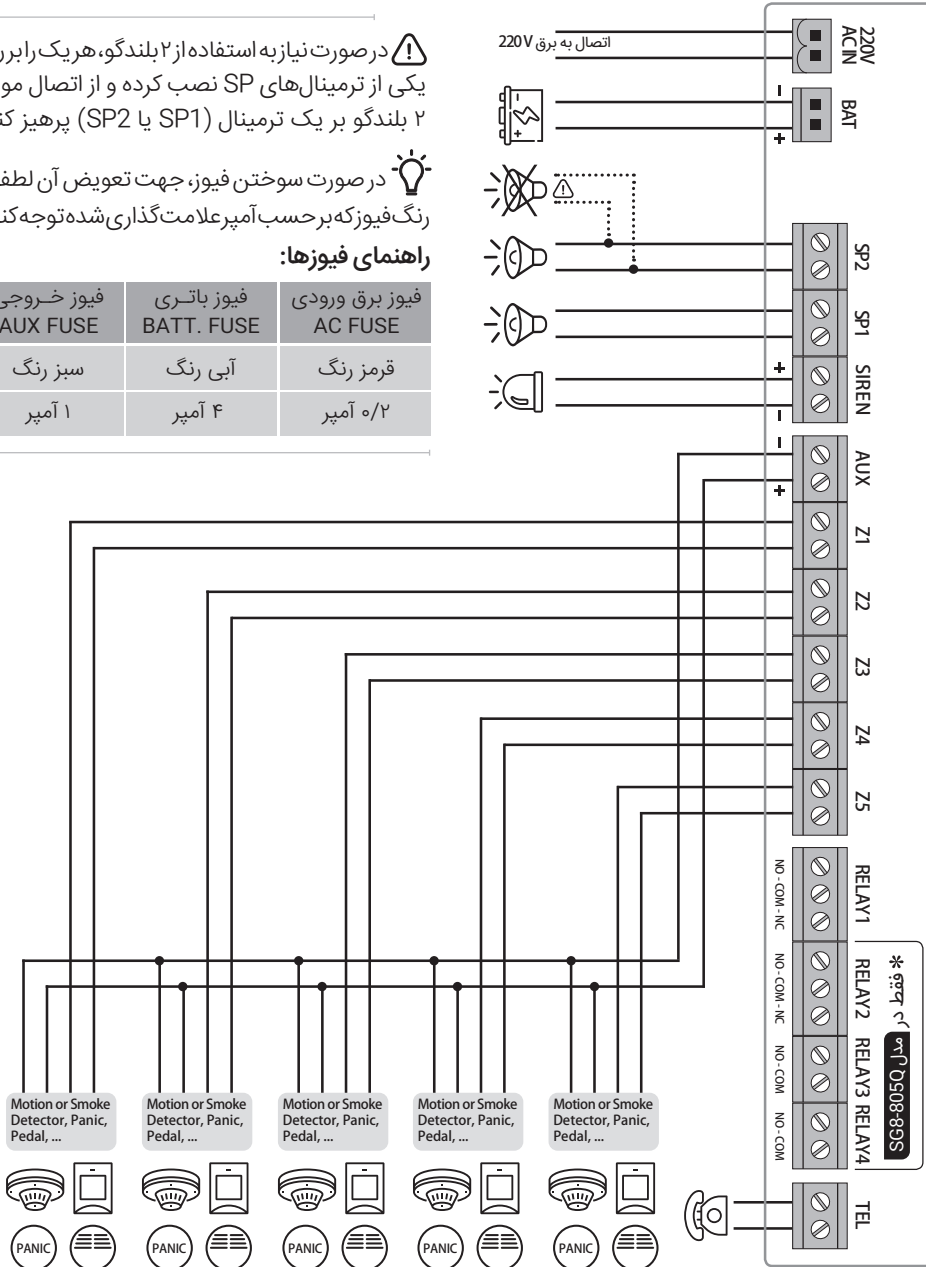 در صورت نیاز به استفاده از ۲ بلندگو، هر یک را بر
یکی از ترمینال‌های SP نصب کرده و از اتصال
۲ بلندگو بر یک ترمینال (SP1 یا SP2) پرهیز
در صورت سوختن فیوز، جهت تعویض آن
رنگ فیوز که بر حسب آمپر علامت گذاری شده توجه
راهنمای فیوزها:
فیوز برق ورودی فیوز باتـری فیوز خـروجی
AC FUSE BATT. FUSE AUX FUSE
قرمز رنگ آبی رنگ سبز رنگ
۰/۲ آمپر ۴ آمپر ۱ آمپر
اتصال به برق 220 V
220V
AC IN
BAT
- +
SP2
SP1
SIREN
+ -
AUX
- +
Z1
Z2
Z3
Z4
Z5
RELAY1
NO - COM - NC
RELAY2
NO - COM - NC
RELAY3
NO - COM
RELAY4
NO - COM
*فقط در مدل SG8-805Q
TEL
Motion or Smoke
Detector, Panic,
Pedal, ...
Motion or Smoke
Detector, Panic,
Pedal, ...
Motion or Smoke
Detector, Panic,
Pedal, ...
Motion or Smoke
Detector, Panic,
Pedal, ...
Motion or Smoke
Detector, Panic,
Pedal, ...
PANIC
PANIC
PANIC
PANIC
PANIC